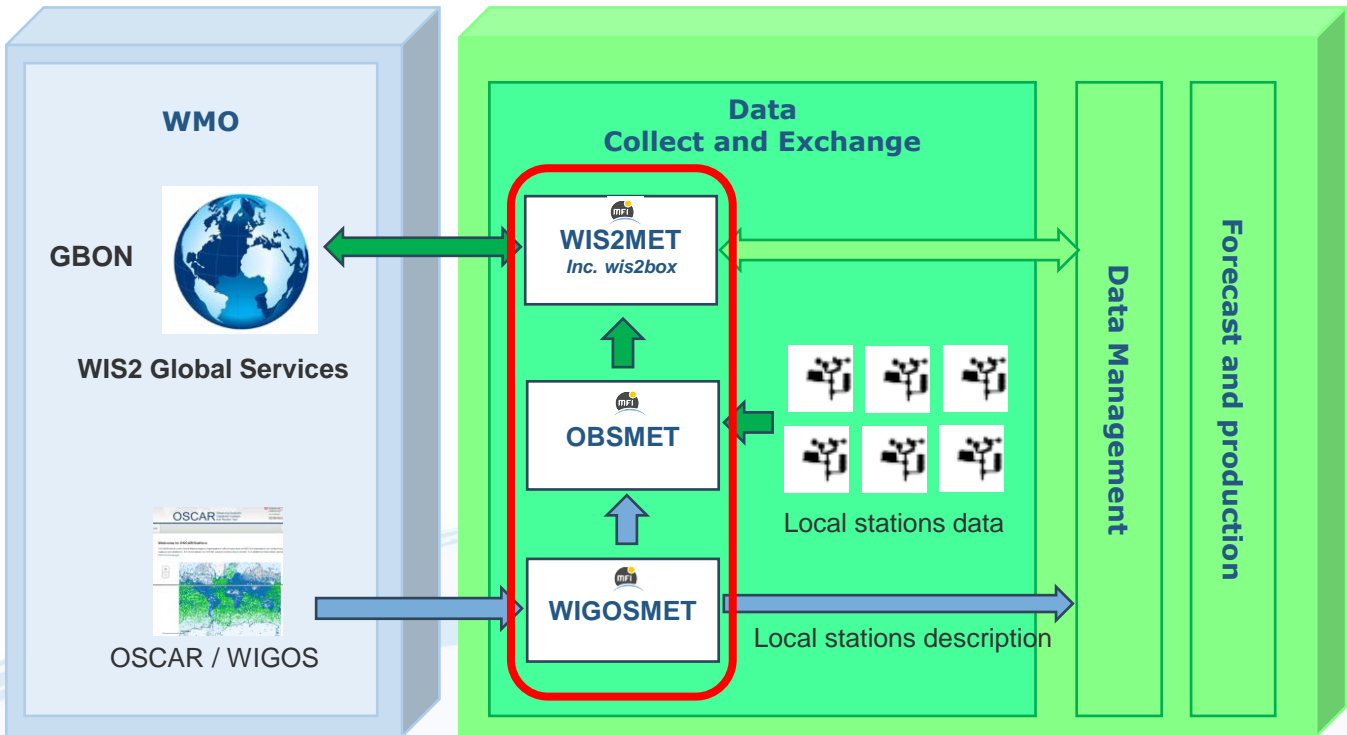 WMO
GBON
WIS2 Global Services
OSCAR
OSCAR / WIGOS
Data
Collect and Exchange
MFI
WIS2MET
Inc. wis2box
MFI
OBSMET
Local stations data
MFI
WIGOSMET
Local stations description
Data Management
Forecast and production